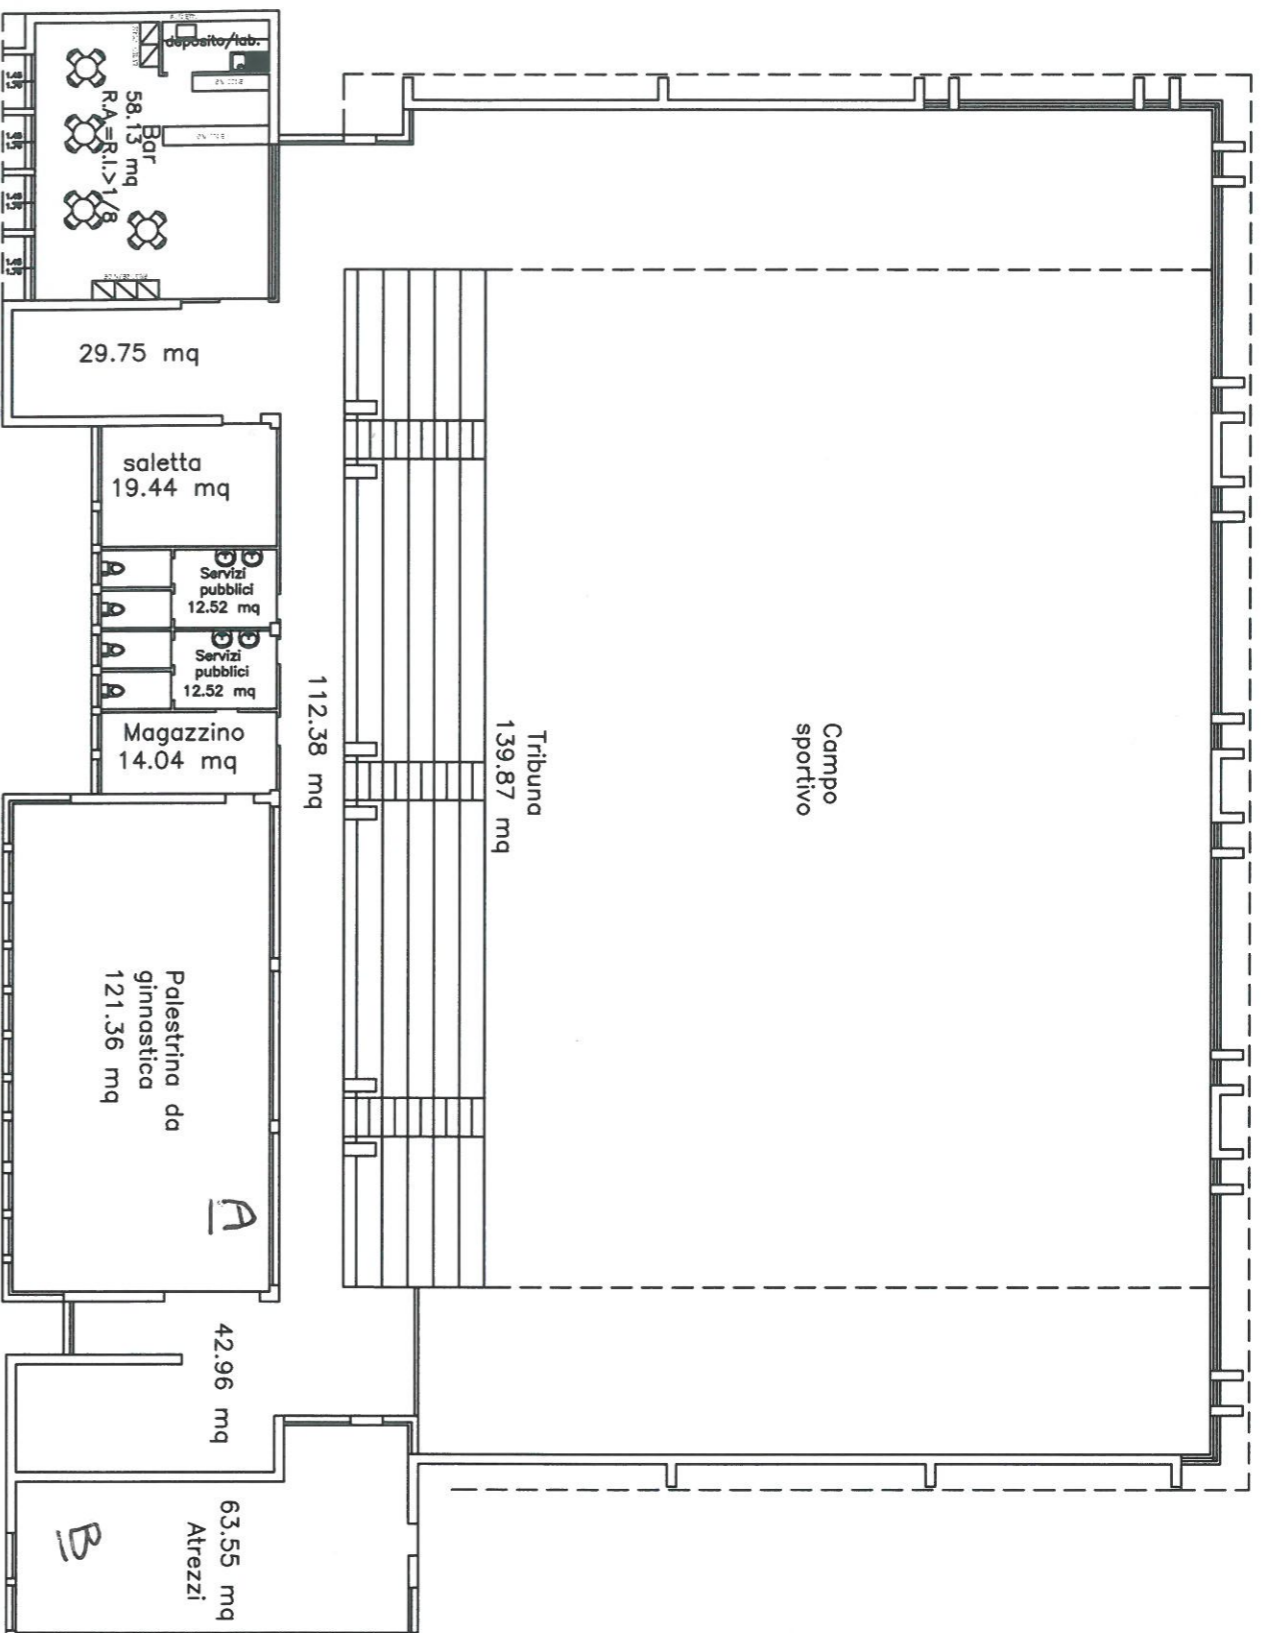 deposito/lab.
Bar
58.13 mq
R.A=R.I.>1/8
29.75 mq
saletta
19.44 mq
Servizi
pubblici
12.52 mq
Servizi
pubblici
12.52 mq
Magazzino
14.04 mq
112.38 mq
Tribuna
139.87 mq
Campo
sportivo
Palestrina da
ginnastica
121.36 mq
A
42.96 mq
63.55 mq
Atrezzi
B